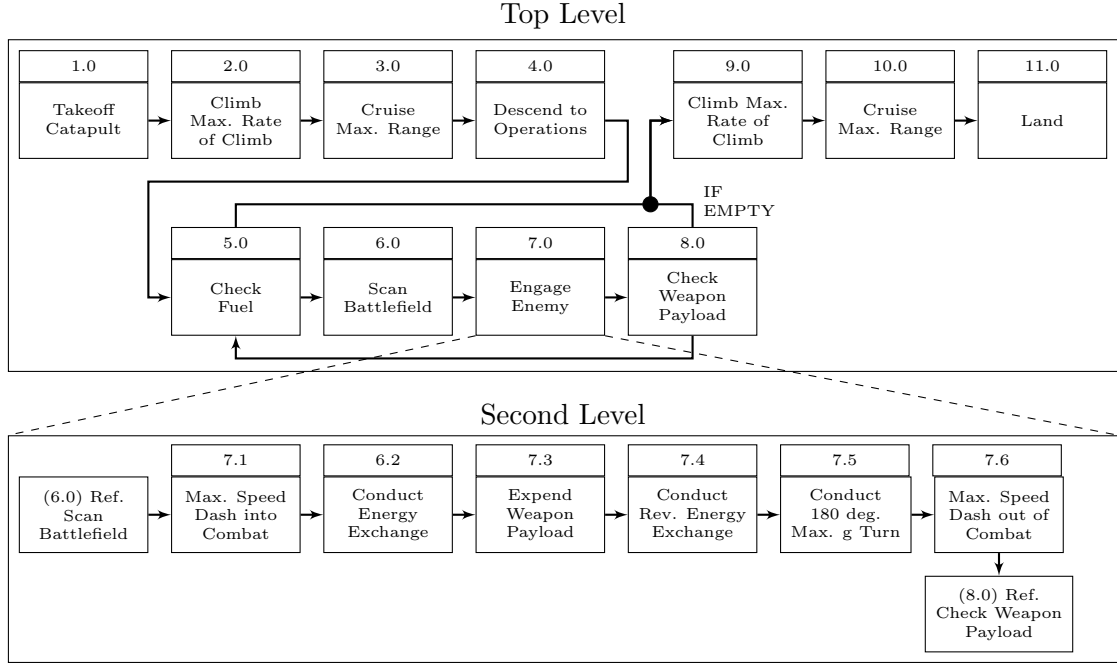 Top Level
1.0
Takeoff
Catapult
2.0
Climb
Max. Rate
of Climb
3.0
Cruise
Max. Range
4.0
Descend to
Operations
9.0
Climb Max.
Rate of
Climb
10.0
Cruise
Max. Range
11.0
Land
IF
EMPTY
5.0
Check
Fuel
6.0
Scan
Battlefield
7.0
Engage
Enemy
8.0
Check
Weapon
Payload
Second Level
(6.0) Ref.
Scan
Battlefield
7.1
Max. Speed
Dash into
Combat
6.2
Conduct
Energy
Exchange
7.3
Expend
Weapon
Payload
7.4
Conduct
Rev. Energy
Exchange
7.5
Conduct
180 deg.
Max. g Turn
7.6
Max. Speed
Dash out of
Combat
(8.0) Ref.
Check Weapon
Payload